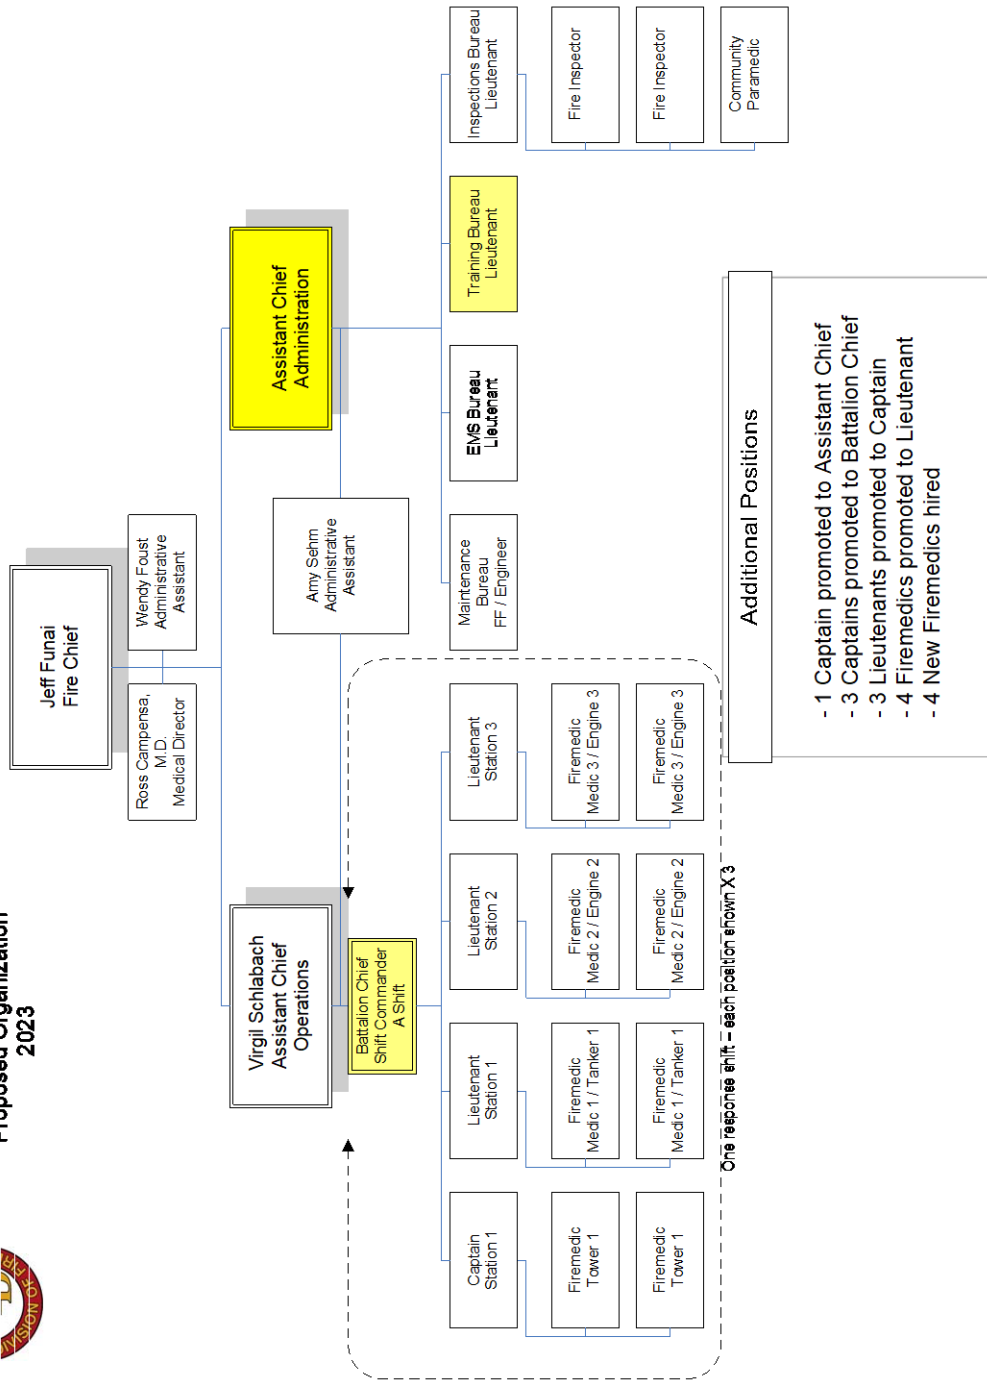 Proposed Organization
2023
DIVISION OF FIRE
Jeff Funai
Fire Chief
Ross Campensa,
M.D.
Medical Director
Wendy Foust
Administrative
Assistant
Virgil Schlabach
Assistant Chief
Operations
Amy Sehm
Administrative
Assistant
Assistant Chief
Administration
Battalion Chief
Shift Commander
A Shift
Captain
Station 1
Lieutenant
Station 1
Lieutenant
Station 2
Lieutenant
Station 3
Maintenance
Bureau
FF / Engineer
EMS Bureau
Lieutenant
Training Bureau
Lieutenant
Inspections Bureau
Lieutenant
Firemedic
Tower 1
Firemedic
Medic 1 / Tanker 1
Firemedic
Medic 2 / Engine 2
Firemedic
Medic 3 / Engine 3
Fire Inspector
Firemedic
Tower 1
Firemedic
Medic 1 / Tanker 1
Firemedic
Medic 2 / Engine 2
Firemedic
Medic 3 / Engine 3
Fire Inspector
Community
Paramedic
One response shift – each position shown X 3
Additional Positions
- 1 Captain promoted to Assistant Chief
- 3 Captains promoted to Battalion Chief
- 3 Lieutenants promoted to Captain
- 4 Firemedics promoted to Lieutenant
- 4 New Firemedics hired